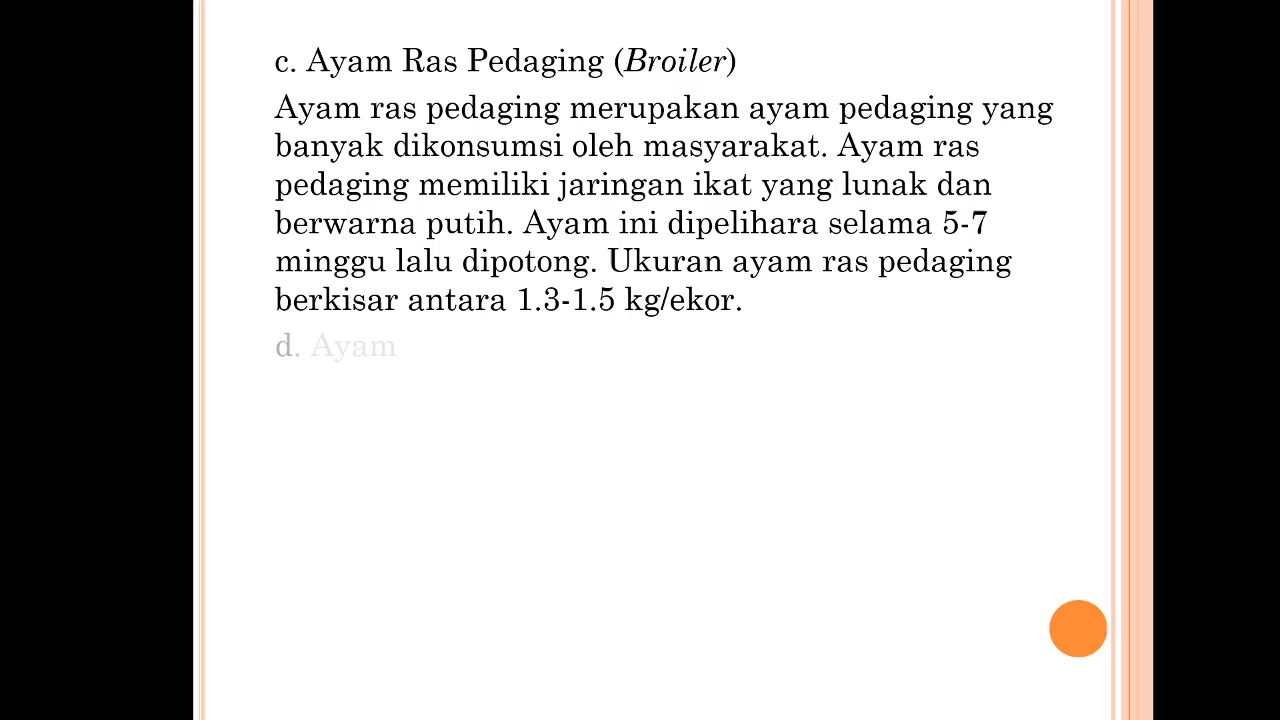 c. Ayam Ras Pedaging (Broiler)
Ayam ras pedaging merupakan ayam pedaging yang
banyak dikonsumsi oleh masyarakat. Ayam ras
pedaging memiliki jaringan ikat yang lunak dan
berwarna putih. Ayam ini dipelihara selama 5-7
minggu lalu dipotong. Ukuran ayam ras pedaging
berkisar antara 1.3-1.5 kg/ekor.
d. Ayam